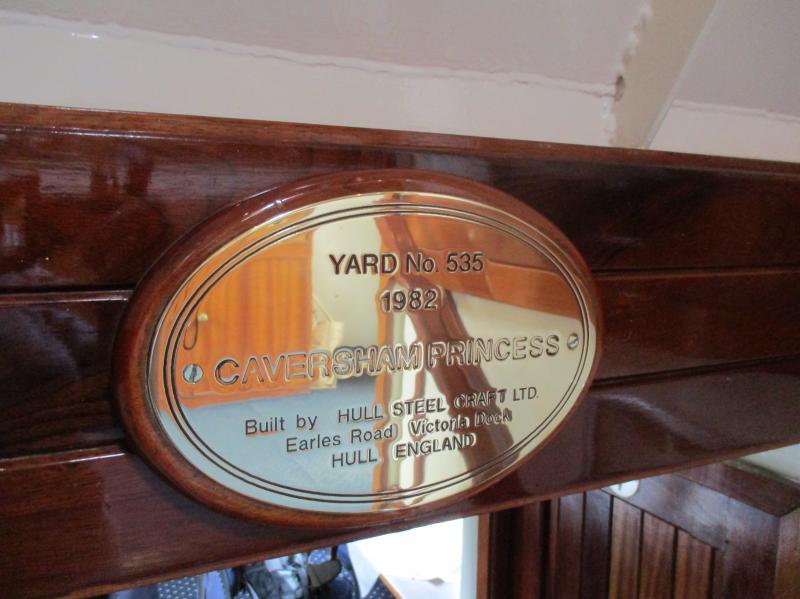 YARD No. 535
1982
CAVERSHAM PRINCESS
Built by HULL STEEL CRAFT LTD.
Earles Road Victoria Dock
HULL ENGLAND